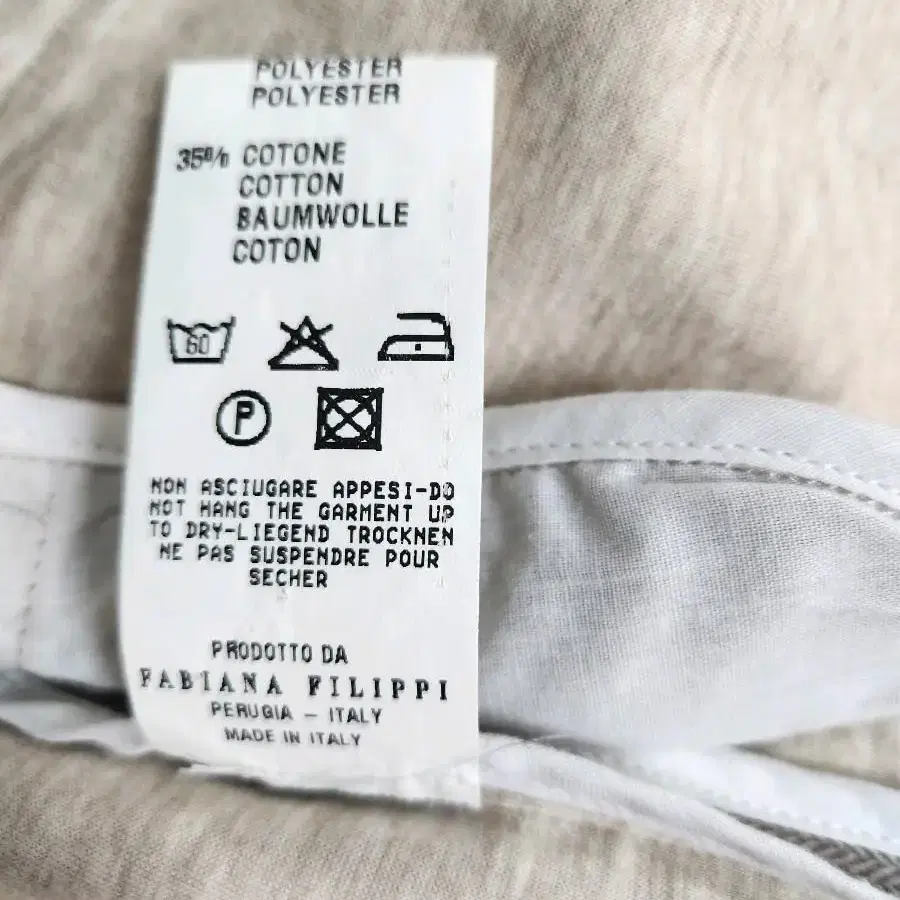 POLYESTER
POLYESTER
35% COTONE
COTTON
BAUMWOLLE
COTON
60
P
NON ASCIUGARE APPESI-DO
NOT HANG THE GARMENT UP
TO DRY-LIEGEND TROCKNEN
NE PAS SUSPENDRE POUR
SECHER
PRODOTTO DA
FABIANA FILIPPI
PERUGIA - ITALY
MADE IN ITALY